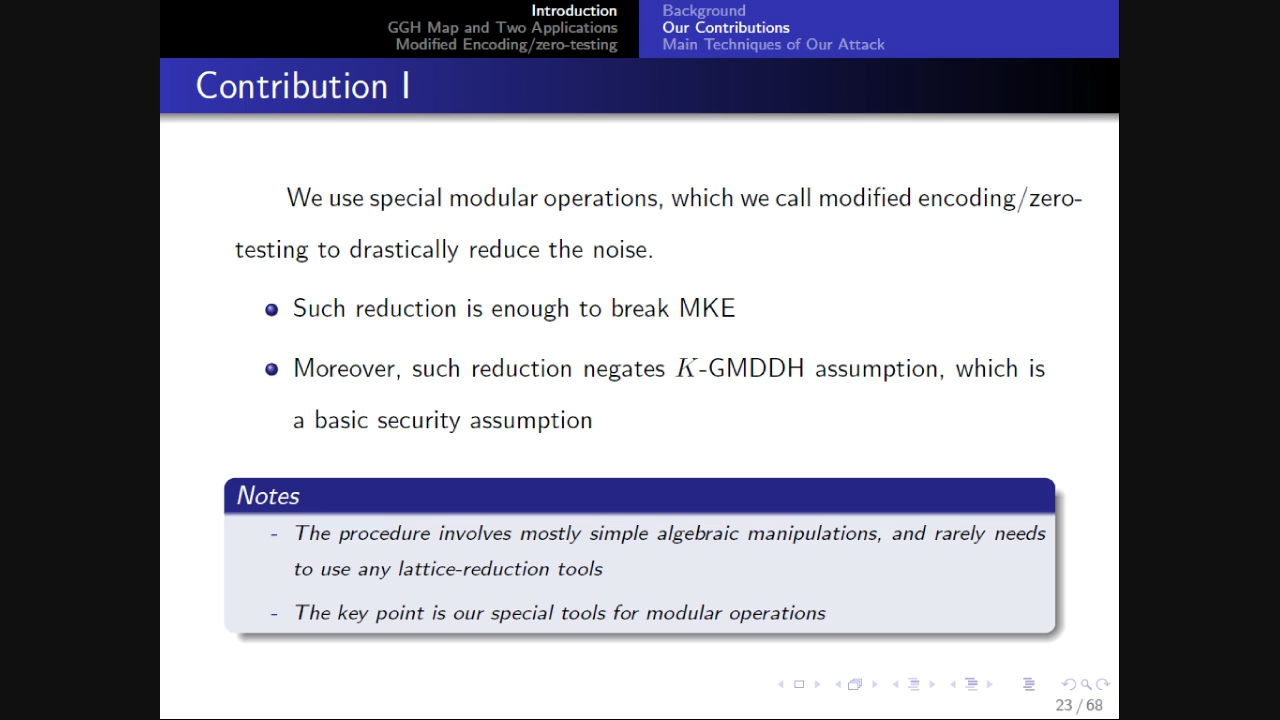 Introduction
GGH Map and Two Applications
Modified Encoding/zero-testing
Background
Our Contributions
Main Techniques of Our Attack
Contribution I
We use special modular operations, which we call modified encoding/zero-
testing to drastically reduce the noise.
Such reduction is enough to break MKE
Moreover, such reduction negates K-GMDDH assumption, which is
a basic security assumption
Notes
- The procedure involves mostly simple algebraic manipulations, and rarely needs
to use any lattice-reduction tools
- The key point is our special tools for modular operations
23 / 68